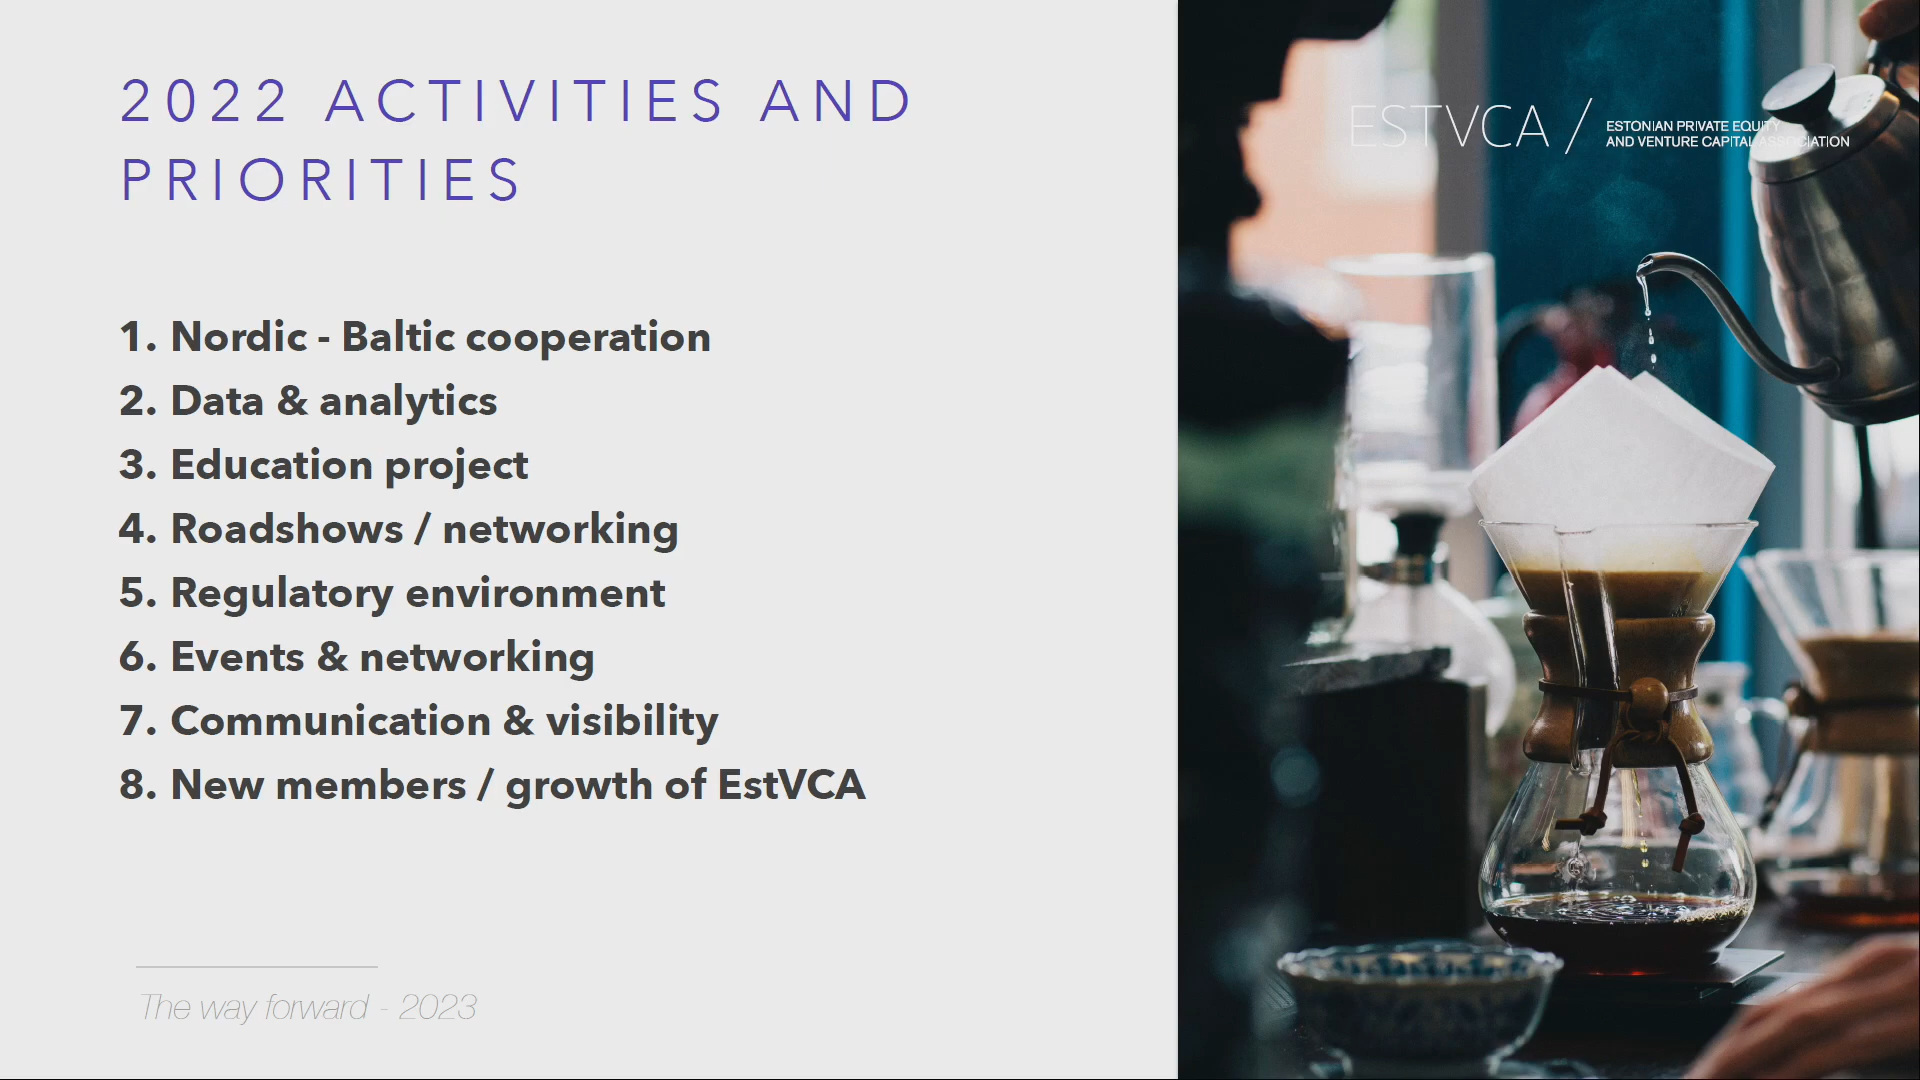 2022 ACTIVITIES AND
PRIORITIES
1. Nordic - Baltic cooperation
2. Data & analytics
3. Education project
4. Roadshows / networking
5. Regulatory environment
6. Events & networking
7. Communication & visibility
8. New members / growth of EstVCA
The way forward - 2023
ESTVCA /
ESTONIAN PRIVATE EQUITY
AND VENTURE CAPITAL ASSOCIATION